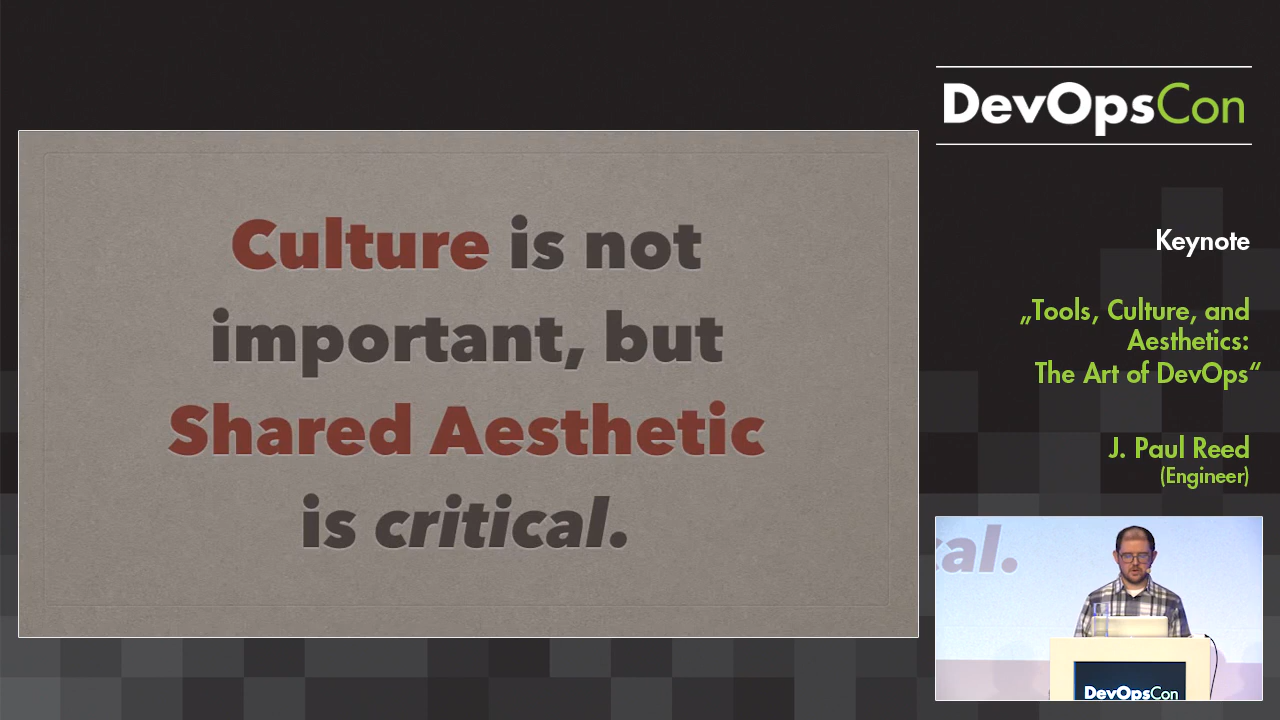 Culture is not
important, but
Shared Aesthetic
is critical.
DevOpsCon
Keynote
„Tools, Culture, and
Aesthetics:
The Art of DevOps“
J. Paul Reed
(Engineer)
cal.
DevOpsCon